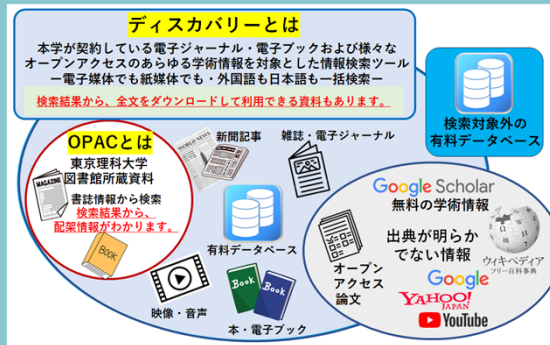 ディスカバリーとは
本学が契約している電子ジャーナル・電子ブックおよび様々な
オープンアクセスのあらゆる学術情報を対象とした情報検索ツール
ー電子媒体でも紙媒体でも・外国語も日本語も一括検索ー
検索結果から、全文をダウンロードして利用できる資料もあります。
検索対象外の
有料データベース
OPACとは
東京理科大学
図書館所蔵資料
書誌情報から検索
検索結果から、
配架情報がわかります。
MAGAZINE
BOOK
WORLD NEWS
新聞記事
雑誌・電子ジャーナル
有料データベース
映像・音声
Book
Book
本・電子ブック
オープン
アクセス
論文
Google Scholar
無料の学術情報
出典が明らか
でない情報
ウィキペディア
フリー百科事典
Google
YAHOO!
JAPAN
YouTube